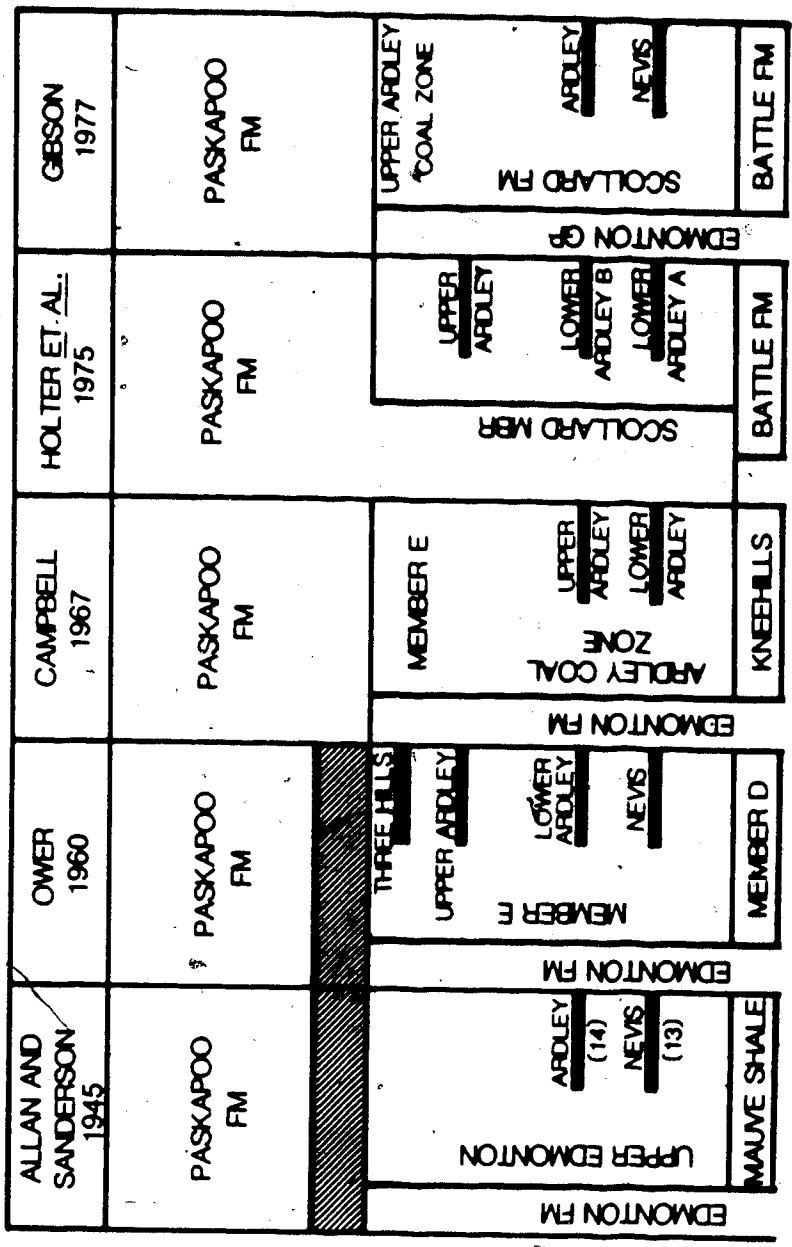 ALLAN AND
SANDERSON
1945
OWER
1960
CAMPBELL
1967
HOLTER ET. AL.
1975
GIBSON
1977
PASKAPOO
FM
PASKAPOO
FM
PASKAPOO
FM
PASKAPOO
FM
PASKAPOO
FM
EDMONTON FM
UPPER EDMONTON
ARDLEY
(14)
NEVIS
(13)
MAUVE SHALE
EDMONTON FM
MEMBER E
THREE HILLS
UPPER ARDLEY
LOWER
ARDLEY
NEVIS
MEMBER D
EDMONTON FM
MEMBER E
ARDLEY COAL
ZONE
UPPER
ARDLEY
LOWER
ARDLEY
KNEEHILLS
SCOLLARD MBR
UPPER
ARDLEY
LOWER
ARDLEY B
LOWER
ARDLEY A
BATTLE FM
EDMONTON GP
UPPER ARDLEY
COAL ZONE
SCOLLARD FM
ARDLEY
NEVIS
BATTLE FM